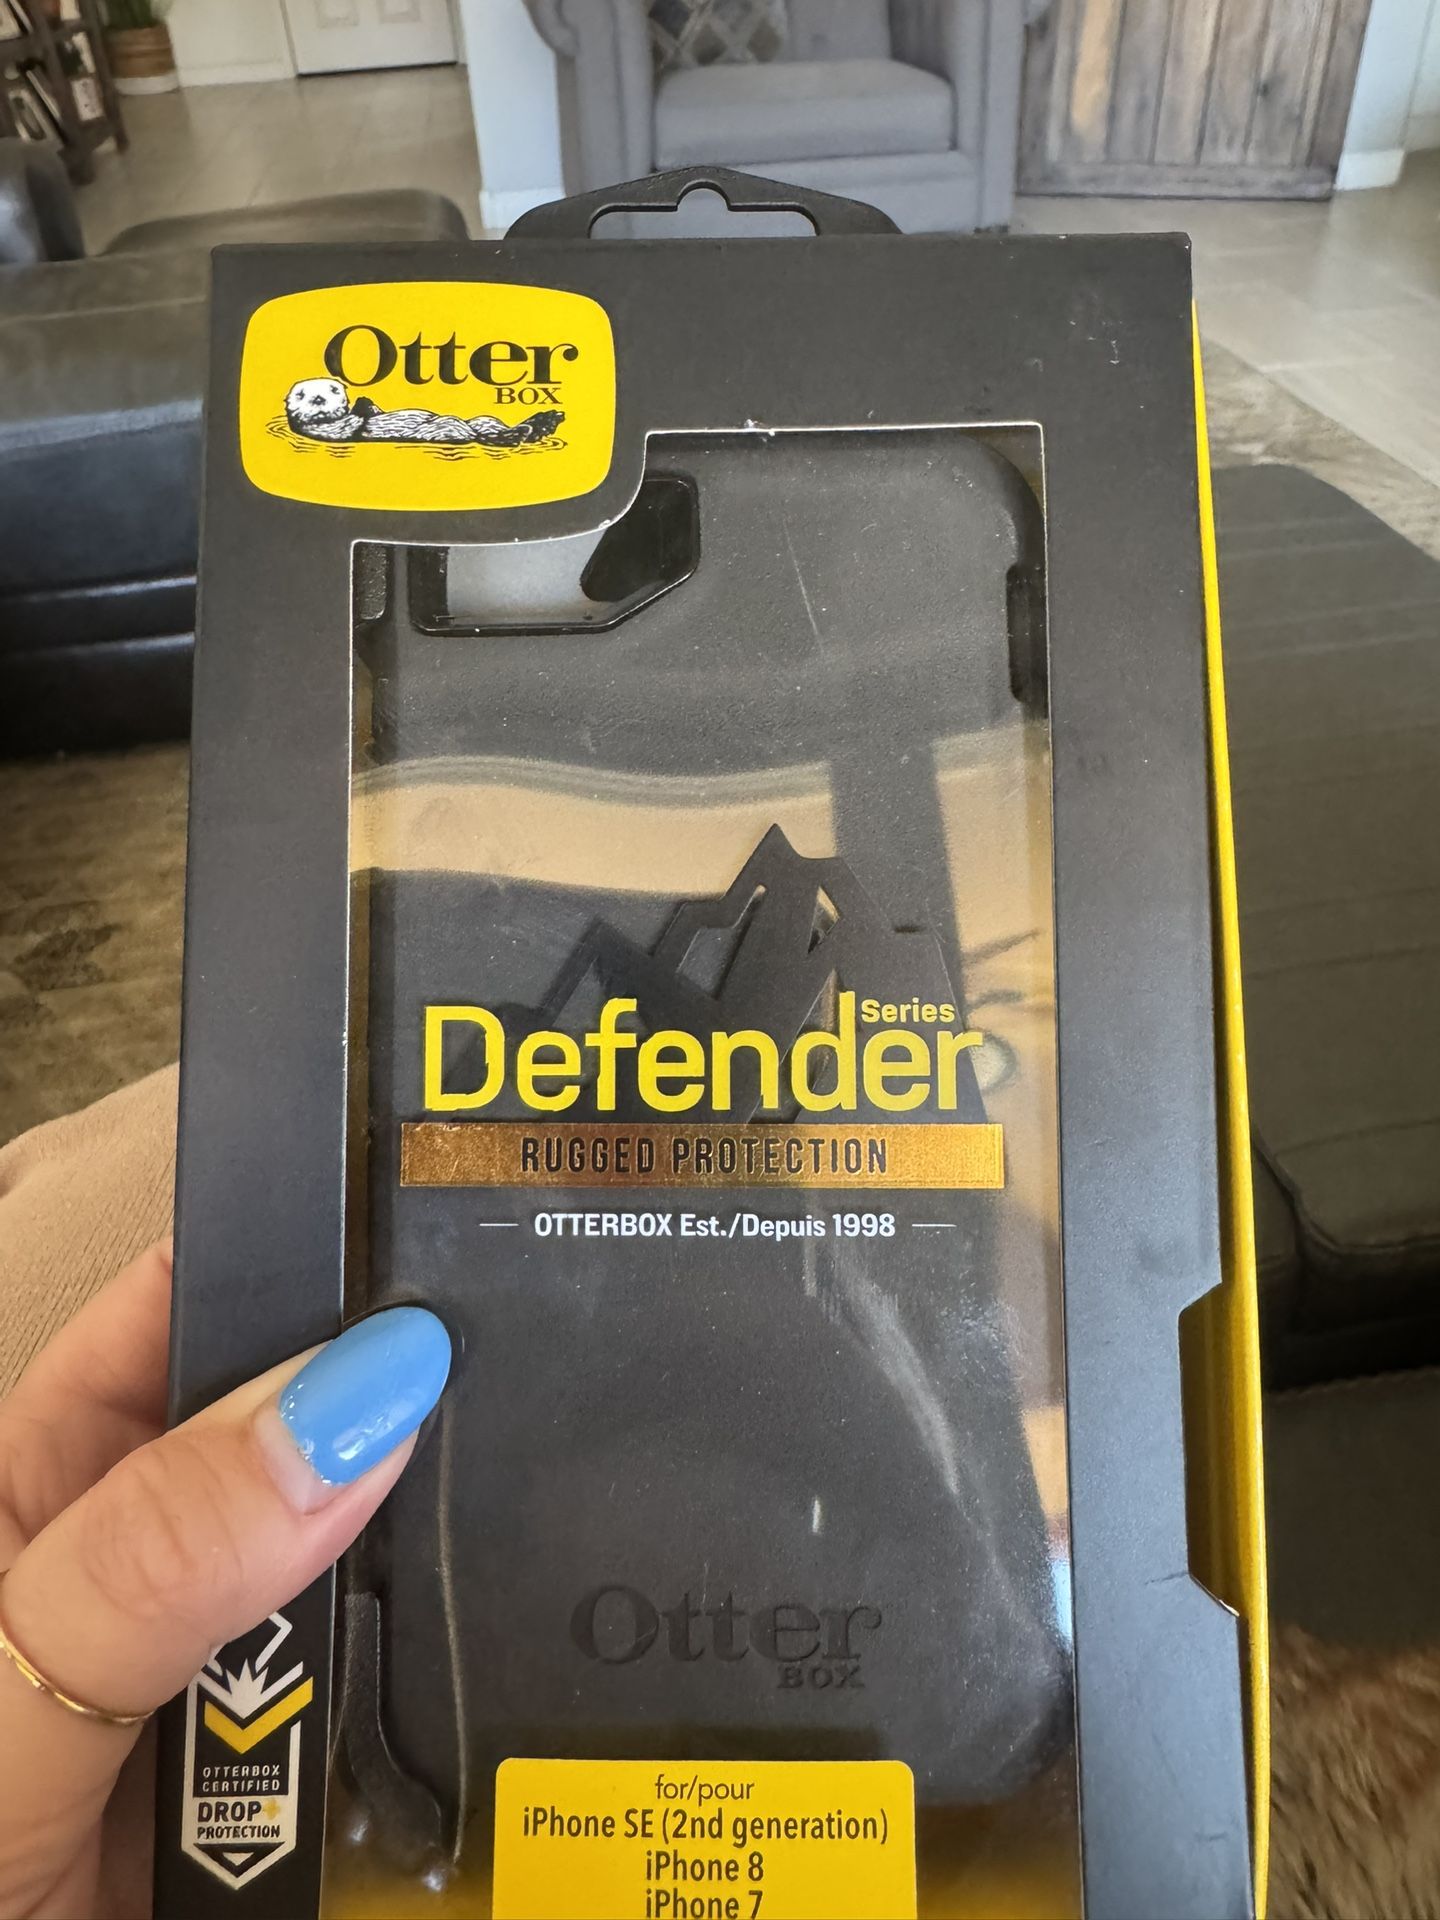 Otter
BOX
Series
Defender
RUGGED PROTECTION
OTTERBOX Est./Depuis 1998
Otter
BOX
OTTERBOX
CERTIFIED
DROP+
PROTECTION
for/pour
iPhone SE (2nd generation)
iPhone 8
iPhone 7